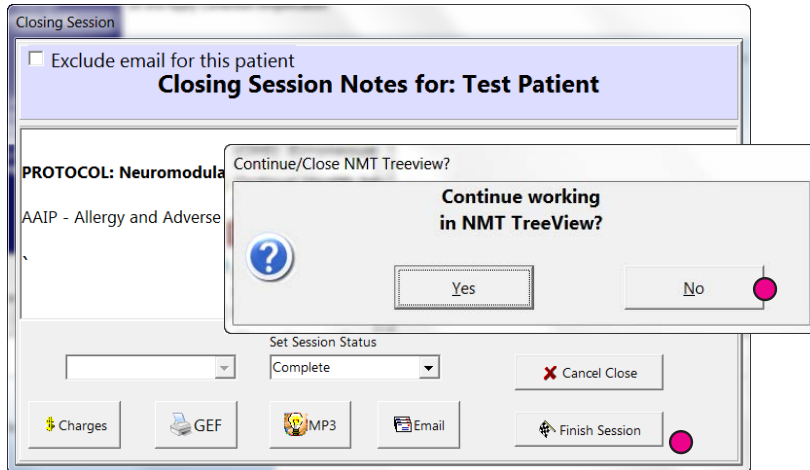 Closing Session
Exclude email for this patient
Closing Session Notes for: Test Patient
PROTOCOL: Neuromodula
AAIP - Allergy and Adverse
`
Continue/Close NMT Treeview?
Continue working
in NMT TreeView?
Yes
No
Set Session Status
Complete
Cancel Close
Charges
GEF
MP3
Email
Finish Session